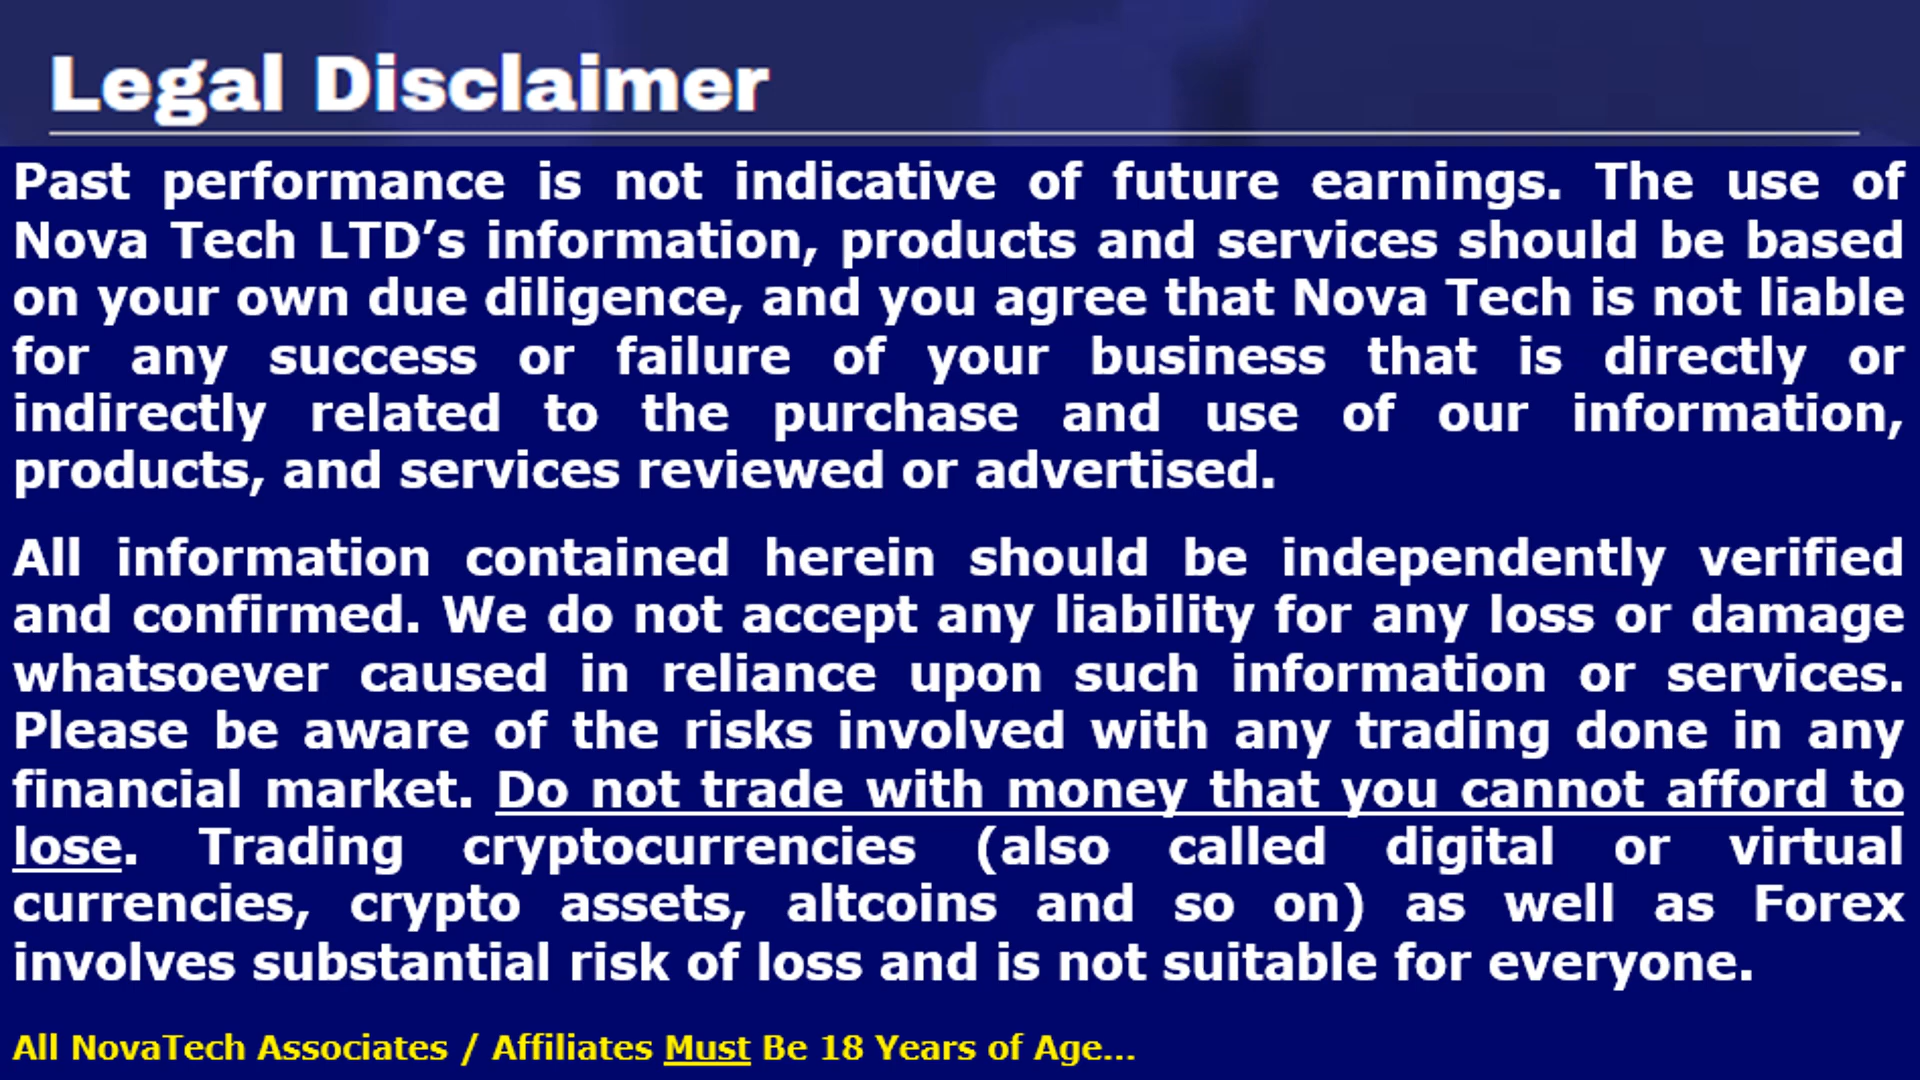 Legal Disclaimer
Past performance is not indicative of future earnings. The use of
Nova Tech LTD’s information, products and services should be based
on your own due diligence, and you agree that Nova Tech is not liable
for any success or failure of your business that is directly or
indirectly related to the purchase and use of our information,
products, and services reviewed or advertised.
All information contained herein should be independently verified
and confirmed. We do not accept any liability for any loss or damage
whatsoever caused in reliance upon such information or services.
Please be aware of the risks involved with any trading done in any
financial market. Do not trade with money that you cannot afford to
lose. Trading cryptocurrencies (also called digital or virtual
currencies, crypto assets, altcoins and so on) as well as Forex
involves substantial risk of loss and is not suitable for everyone.
All NovaTech Associates / Affiliates Must Be 18 Years of Age...